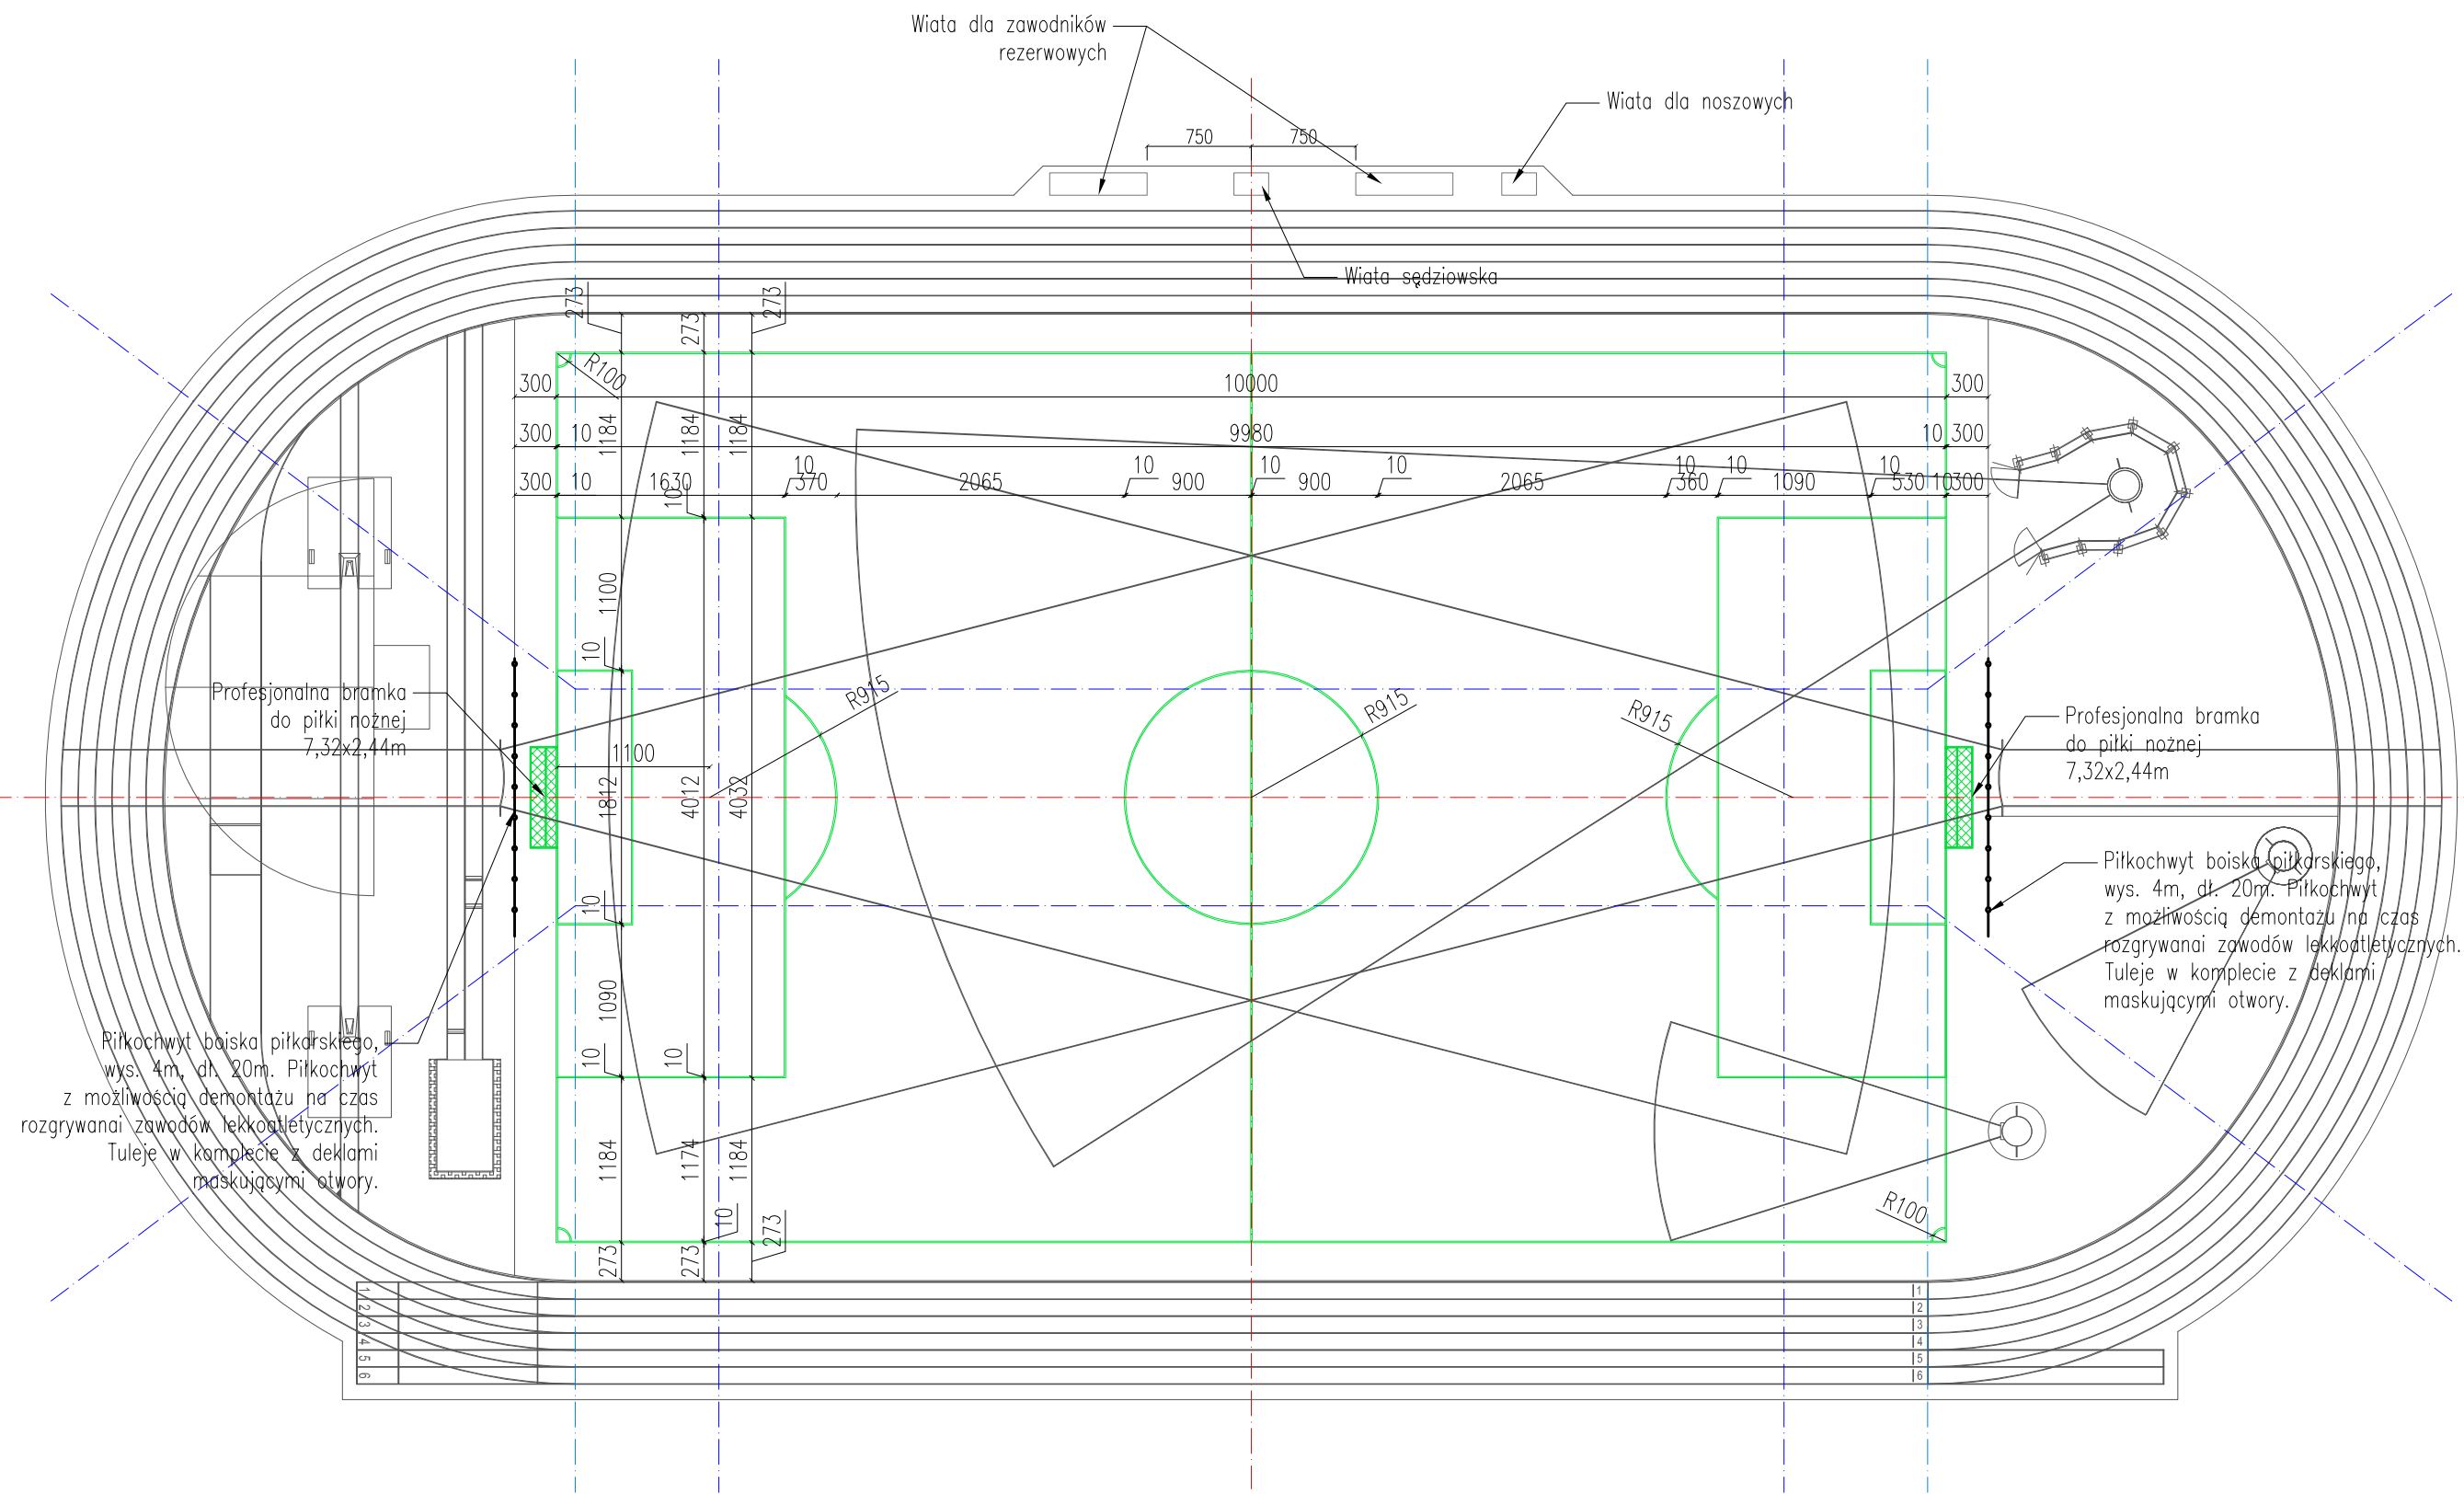 Wiata dla zawodników
rezerwowych
Wiata dla noszowych
750 750
Wiata sędziowska
273 273 273
R100
300 10000 300
1184 1184 1184
300 10 9980 10 300
10 10 10 10 10 10 10
300 10 1630 370 2065 900 900 2065 360 1090 530 10 300
10
1100
10
Profesjonalna bramka
do piłki nożnej
7,32x2,44m
R915
R915
R915
Profesjonalna bramka
do piłki nożnej
7,32x2,44m
1100
1812 4012 4032
10
Piłkochwyt boiska piłkarskiego,
wys. 4m, dł. 20m. Piłkochwyt
z możliwością demontażu na czas
rozgrywanai zawodów lekkoatletycznych.
Tuleje w komplecie z deklami
maskującymi otwory.
1090
10 10
Piłkochwyt boiska piłkarskiego,
wys. 4m, dł. 20m. Piłkochwyt
z możliwością demontażu na czas
rozgrywanai zawodów lekkoatletycznych.
Tuleje w komplecie z deklami
maskującymi otwory.
1184 1174 1184
10
R100
273 273 273
1 1
2 2
3 3
4 4
5 5
6 6